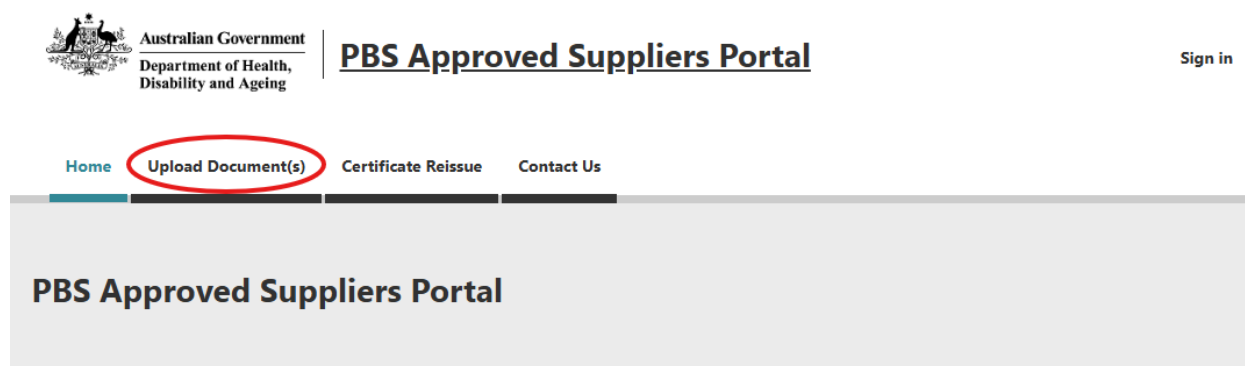 Australian Government
Department of Health,
Disability and Ageing
PBS Approved Suppliers Portal
Sign in
Home Upload Document(s) Certificate Reissue Contact Us
PBS Approved Suppliers Portal